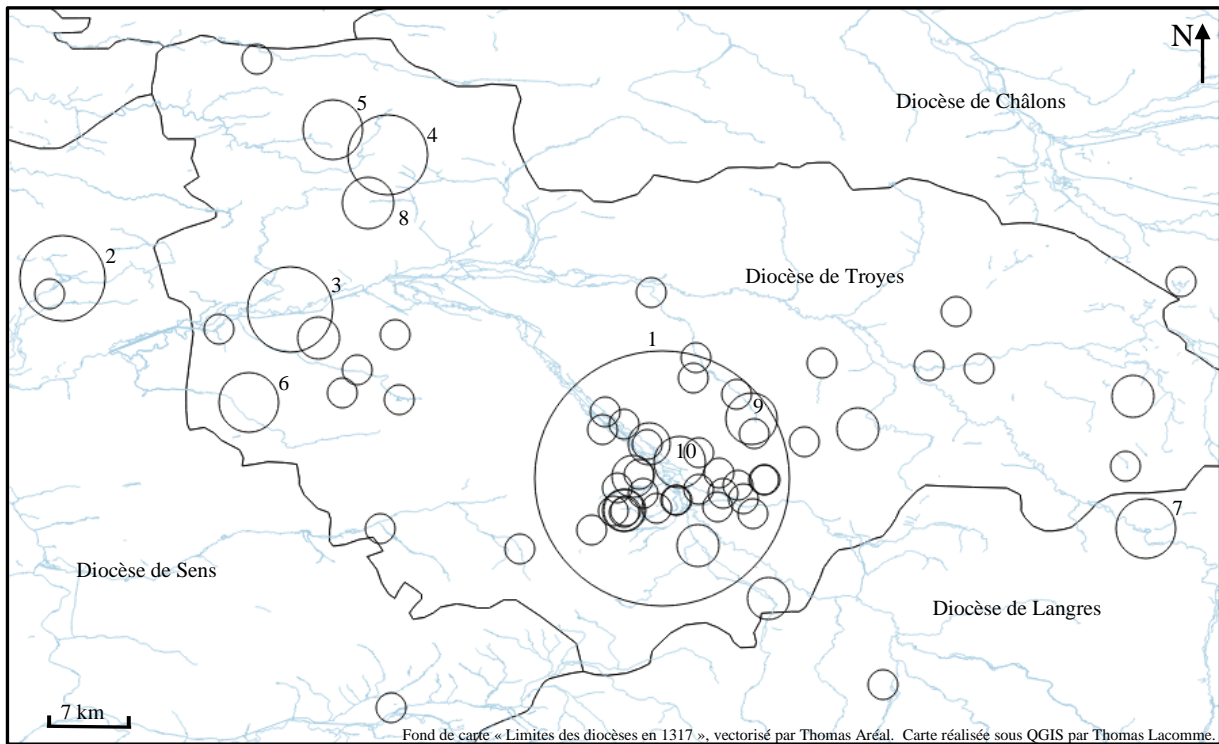 N
Diocèse de Châlons
5
4
8
2
Diocèse de Troyes
3
1
6
9
10
7
Diocèse de Sens
Diocèse de Langres
7 km
Fond de carte « Limites des diocèses en 1317 », vectorisé par Thomas Aréal. Carte réalisée sous QGIS par Thomas Lacomme.